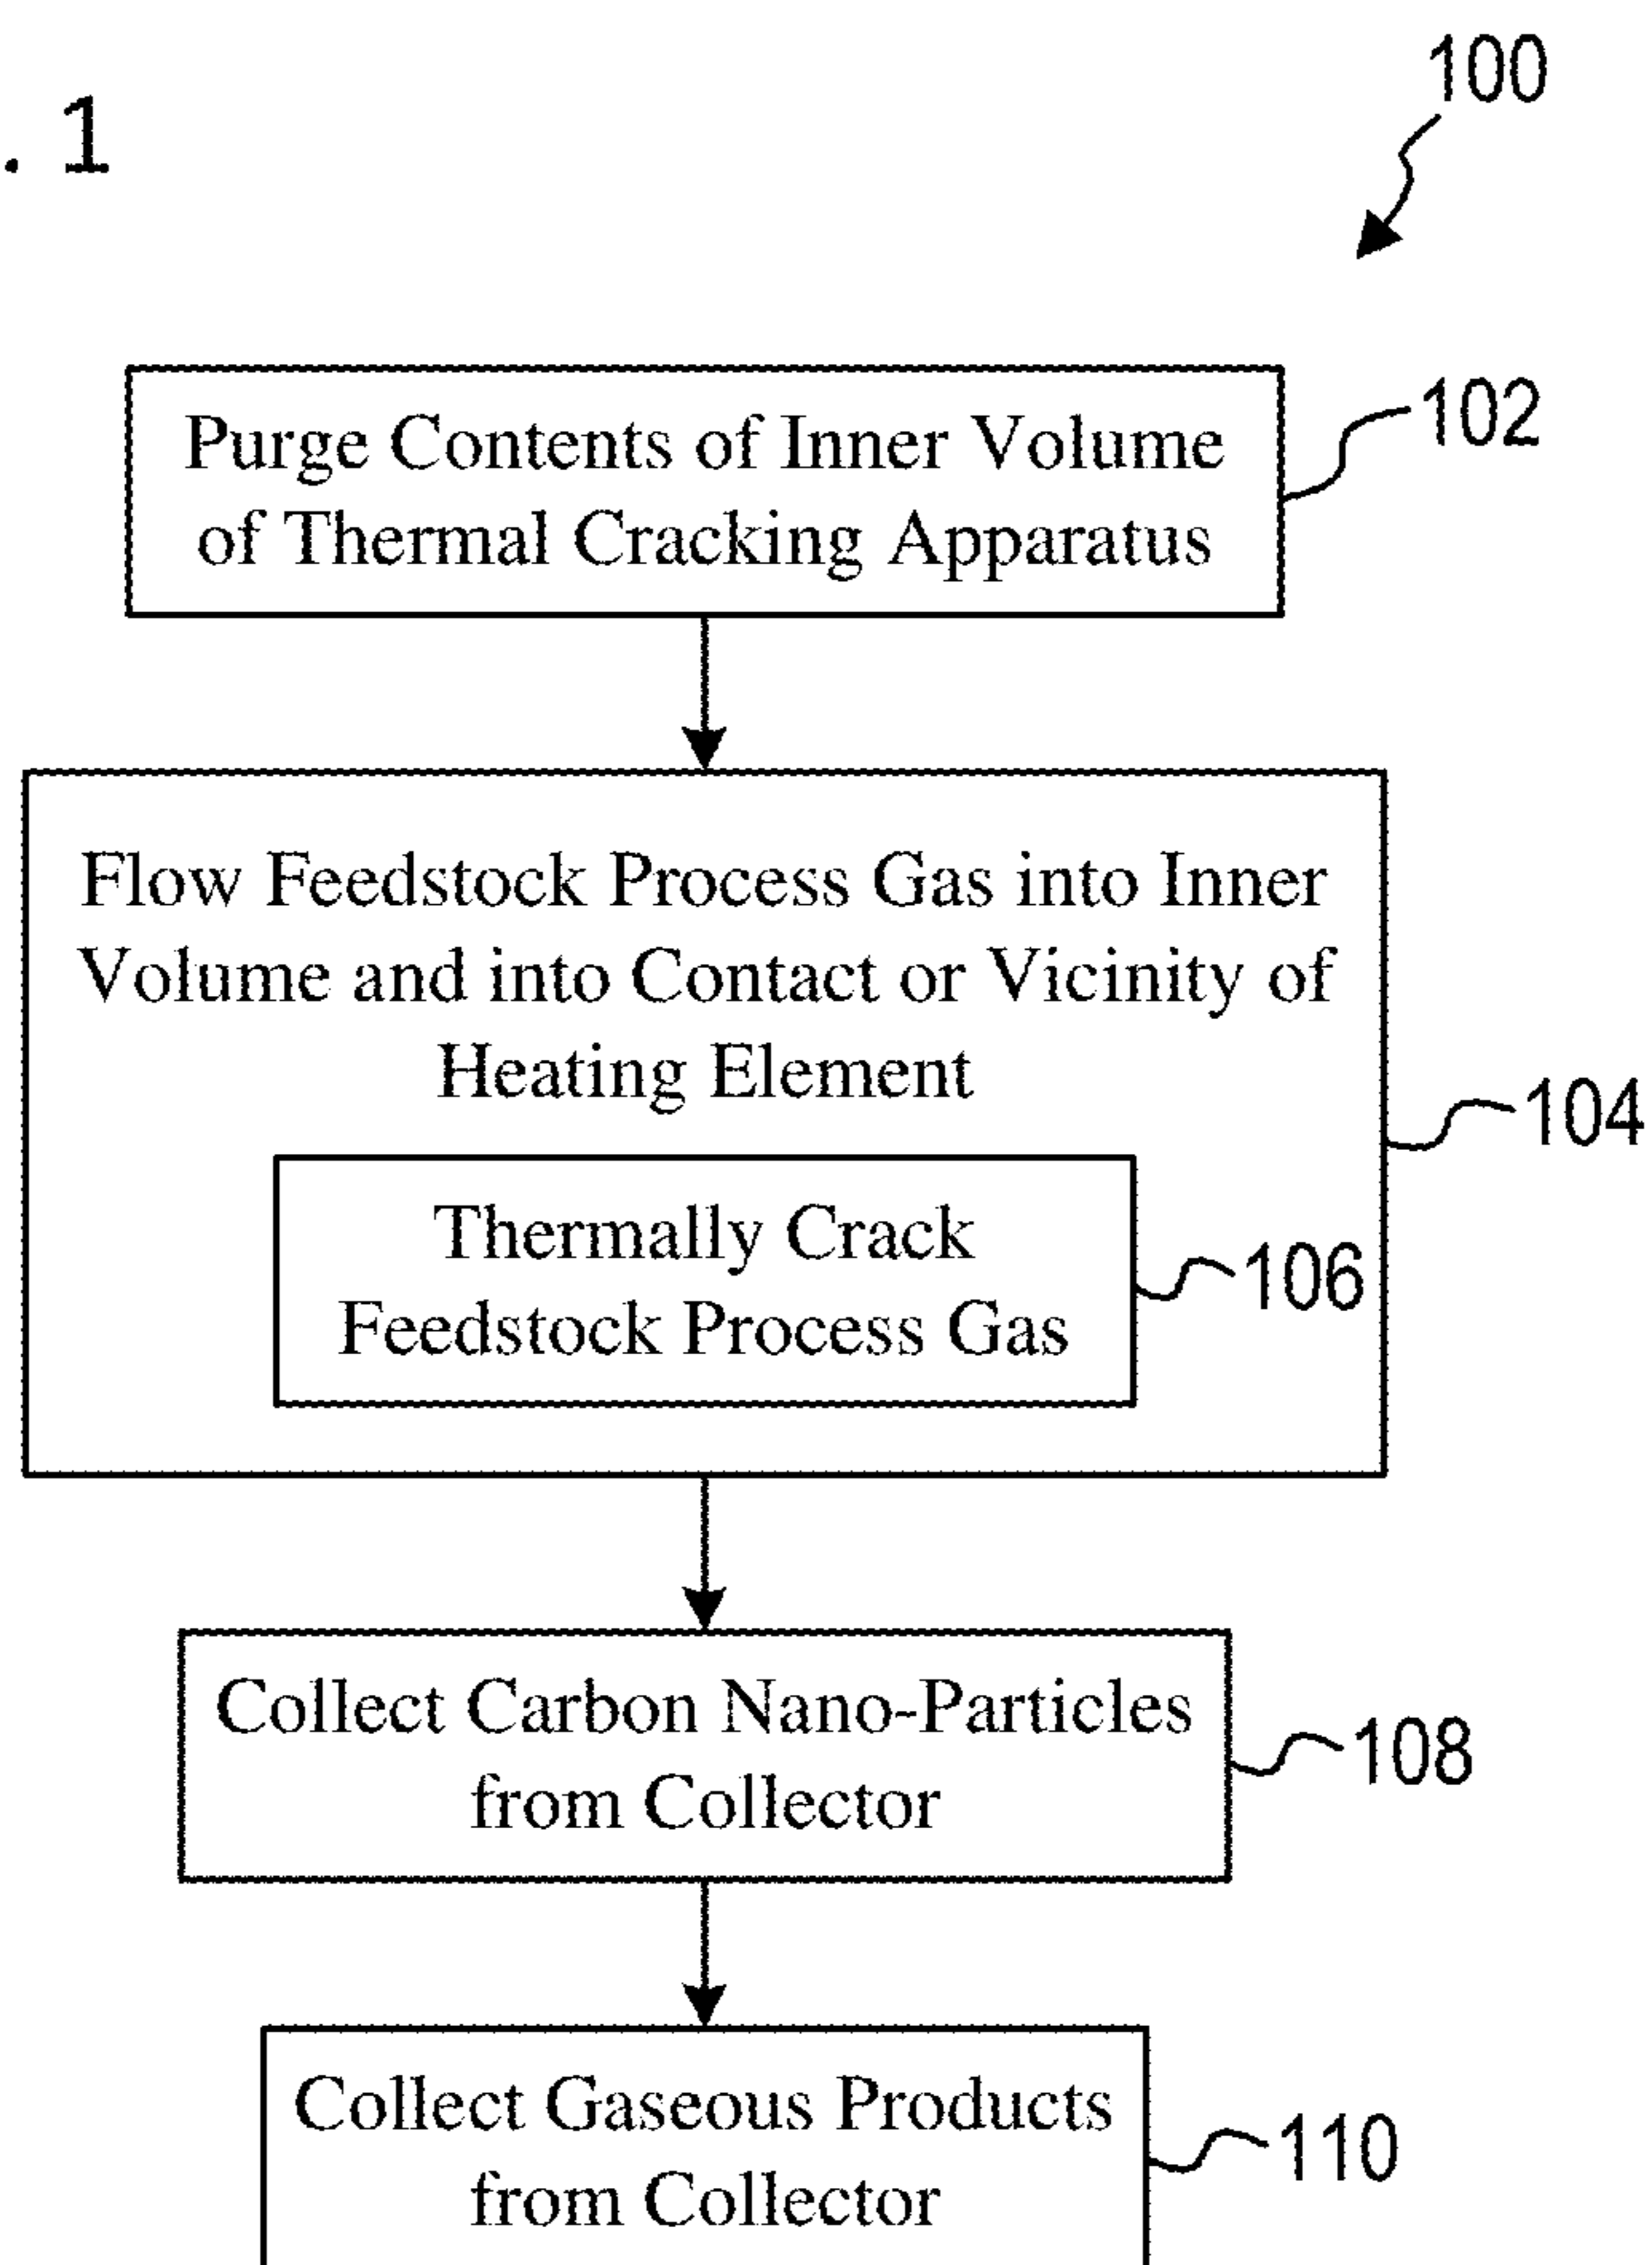 . 1
100
Purge Contents of Inner Volume
of Thermal Cracking Apparatus
102
Flow Feedstock Process Gas into Inner
Volume and into Contact or Vicinity of
Heating Element
104
Thermally Crack
Feedstock Process Gas
106
Collect Carbon Nano-Particles
from Collector
108
Collect Gaseous Products
from Collector
110